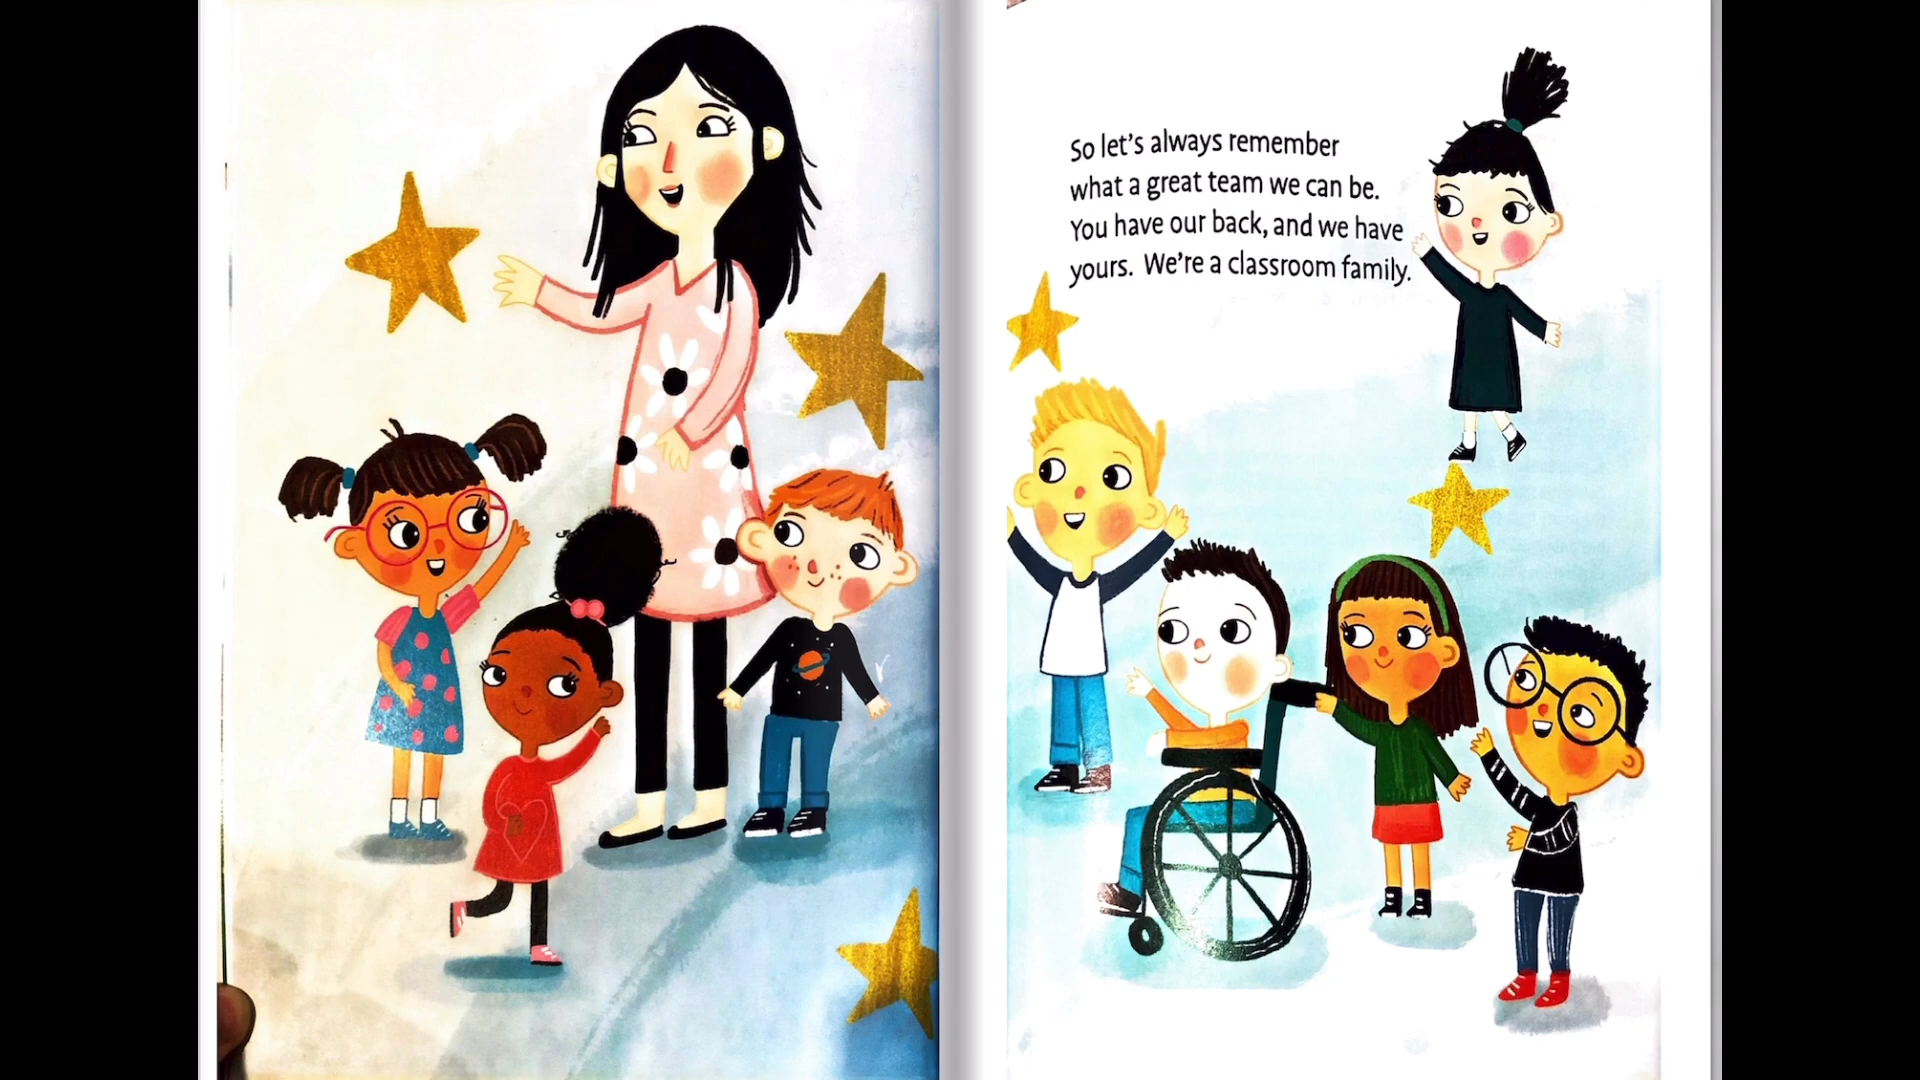 So let's always remember
what a great team we can be.
You have our back, and we have
yours. We're a classroom family.